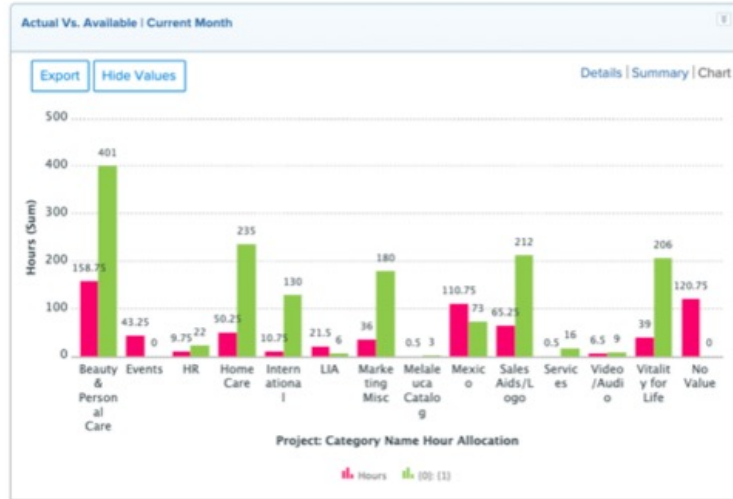 Actual Vs. Available | Current Month
Export
Hide Values
Details | Summary | Chart
500
400
300
200
100
0
Hours (Sum)
158.75
401
43.25
0
9.75
22
50.25
235
10.75
130
21.5
6
36
180
0.5
3
110.75
73
65.25
212
0.5
16
6.5
9
39
206
120.75
0
Beauty
&
Person
al
Care
Events
HR
Home
Care
Intern
ationa
l
LIA
Marke
ting
Misc
Melale
uca
Catalo
g
Mexic
o
Sales
Aids/L
ogo
Servic
es
Video
/Audi
o
Vitalit
y for
Life
No
Value
Project: Category Name Hour Allocation
Hours
{0}: {1}